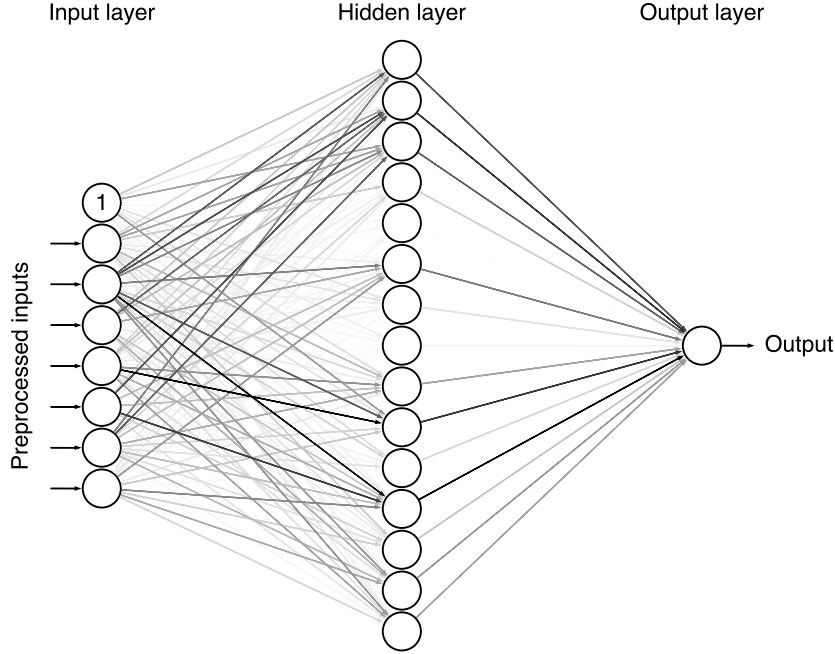 Input layer
Hidden layer
Output layer
1
Preprocessed inputs
Output